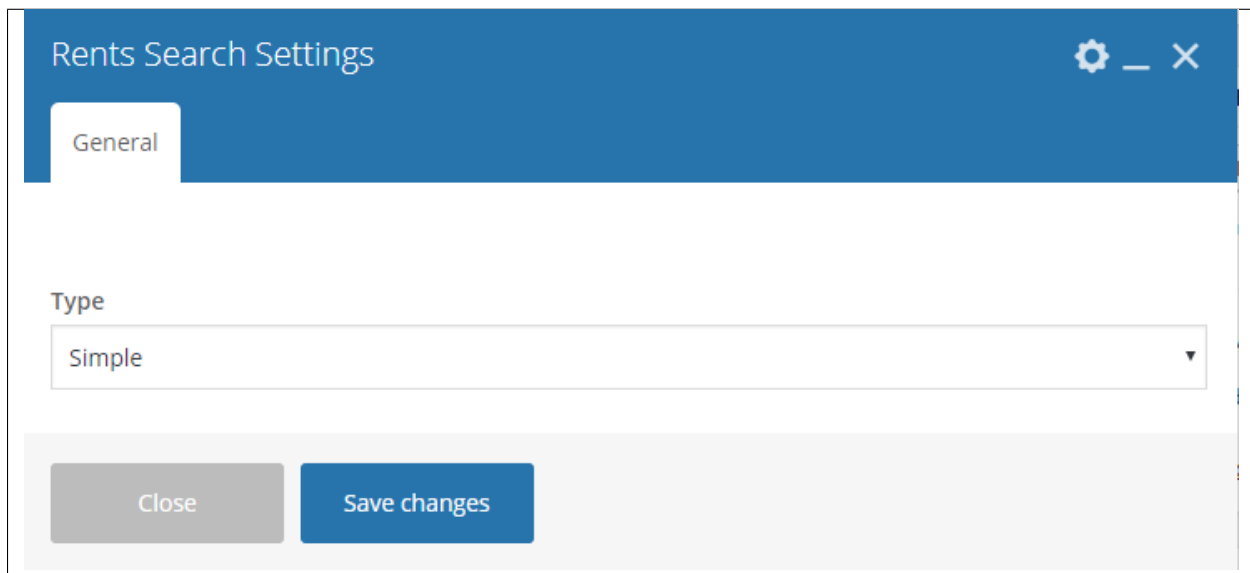 Rents Search Settings
General
Type
Simple
Close
Save changes